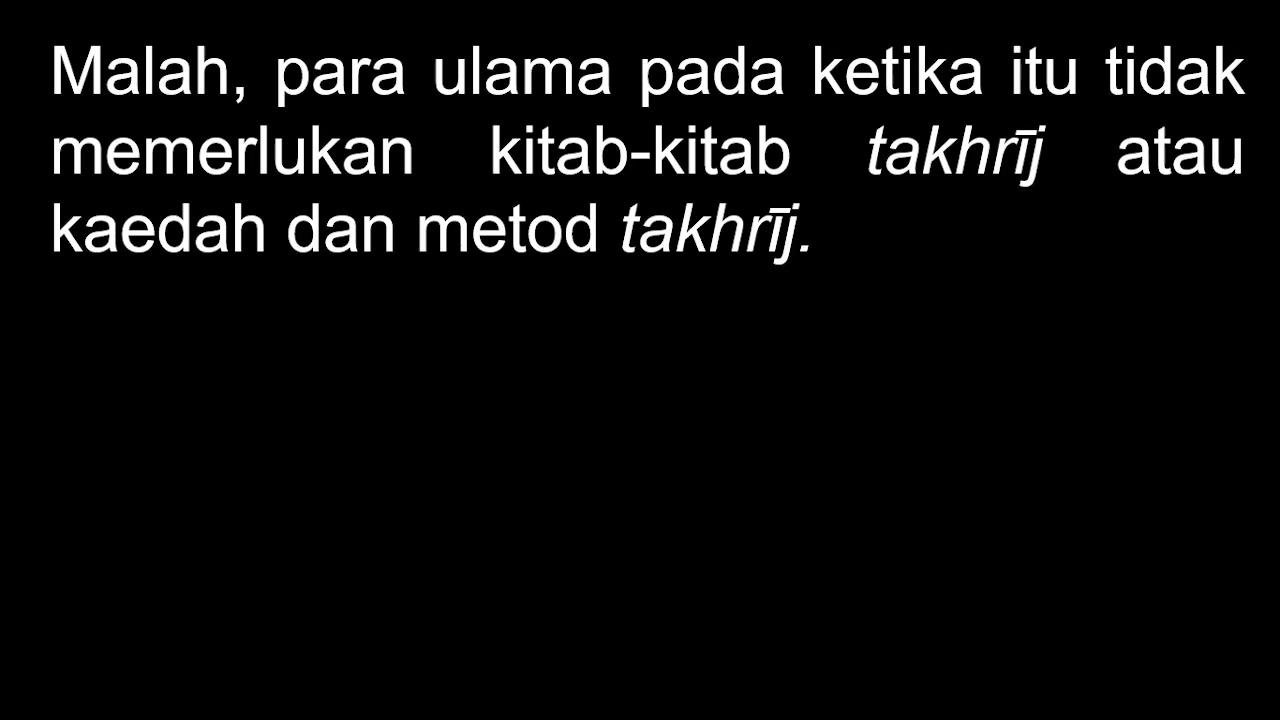 Malah, para ulama pada ketika itu tidak
memerlukan kitab-kitab takhrīj atau
kaedah dan metod takhrīj.